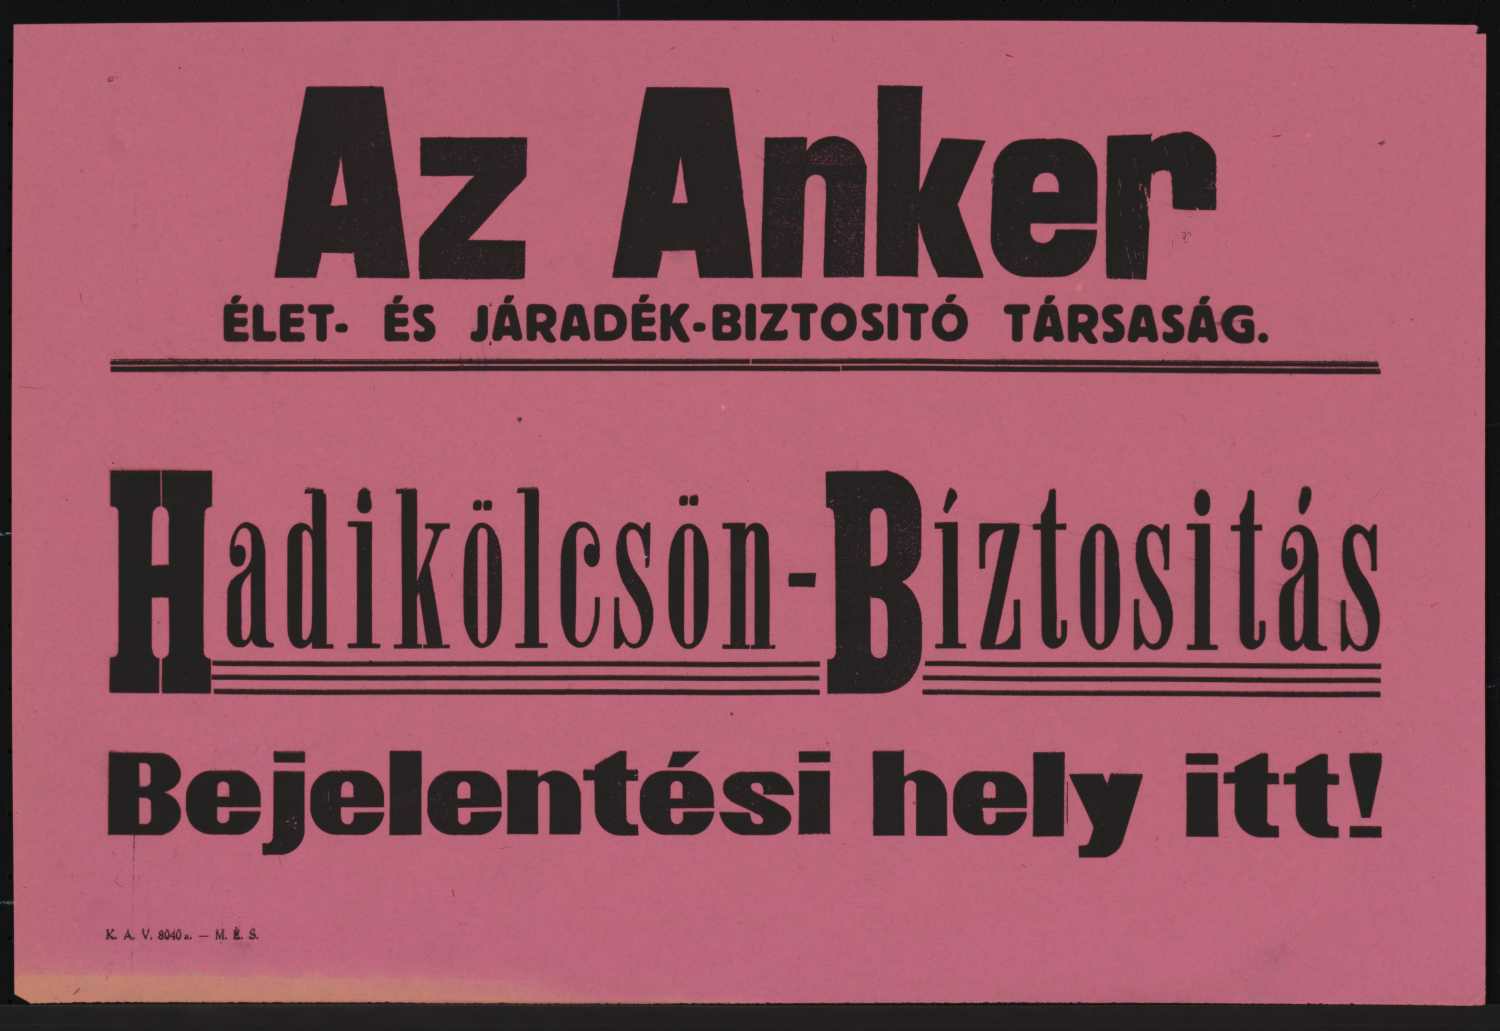 Az Anker
ÉLET- ÉS JÁRADÉK-BIZTOSITÓ TÁRSASÁG.
Hadikölcsön-Bíztositás
Bejelentési hely itt!
K. A. V. 8040 a. — M. É. S.